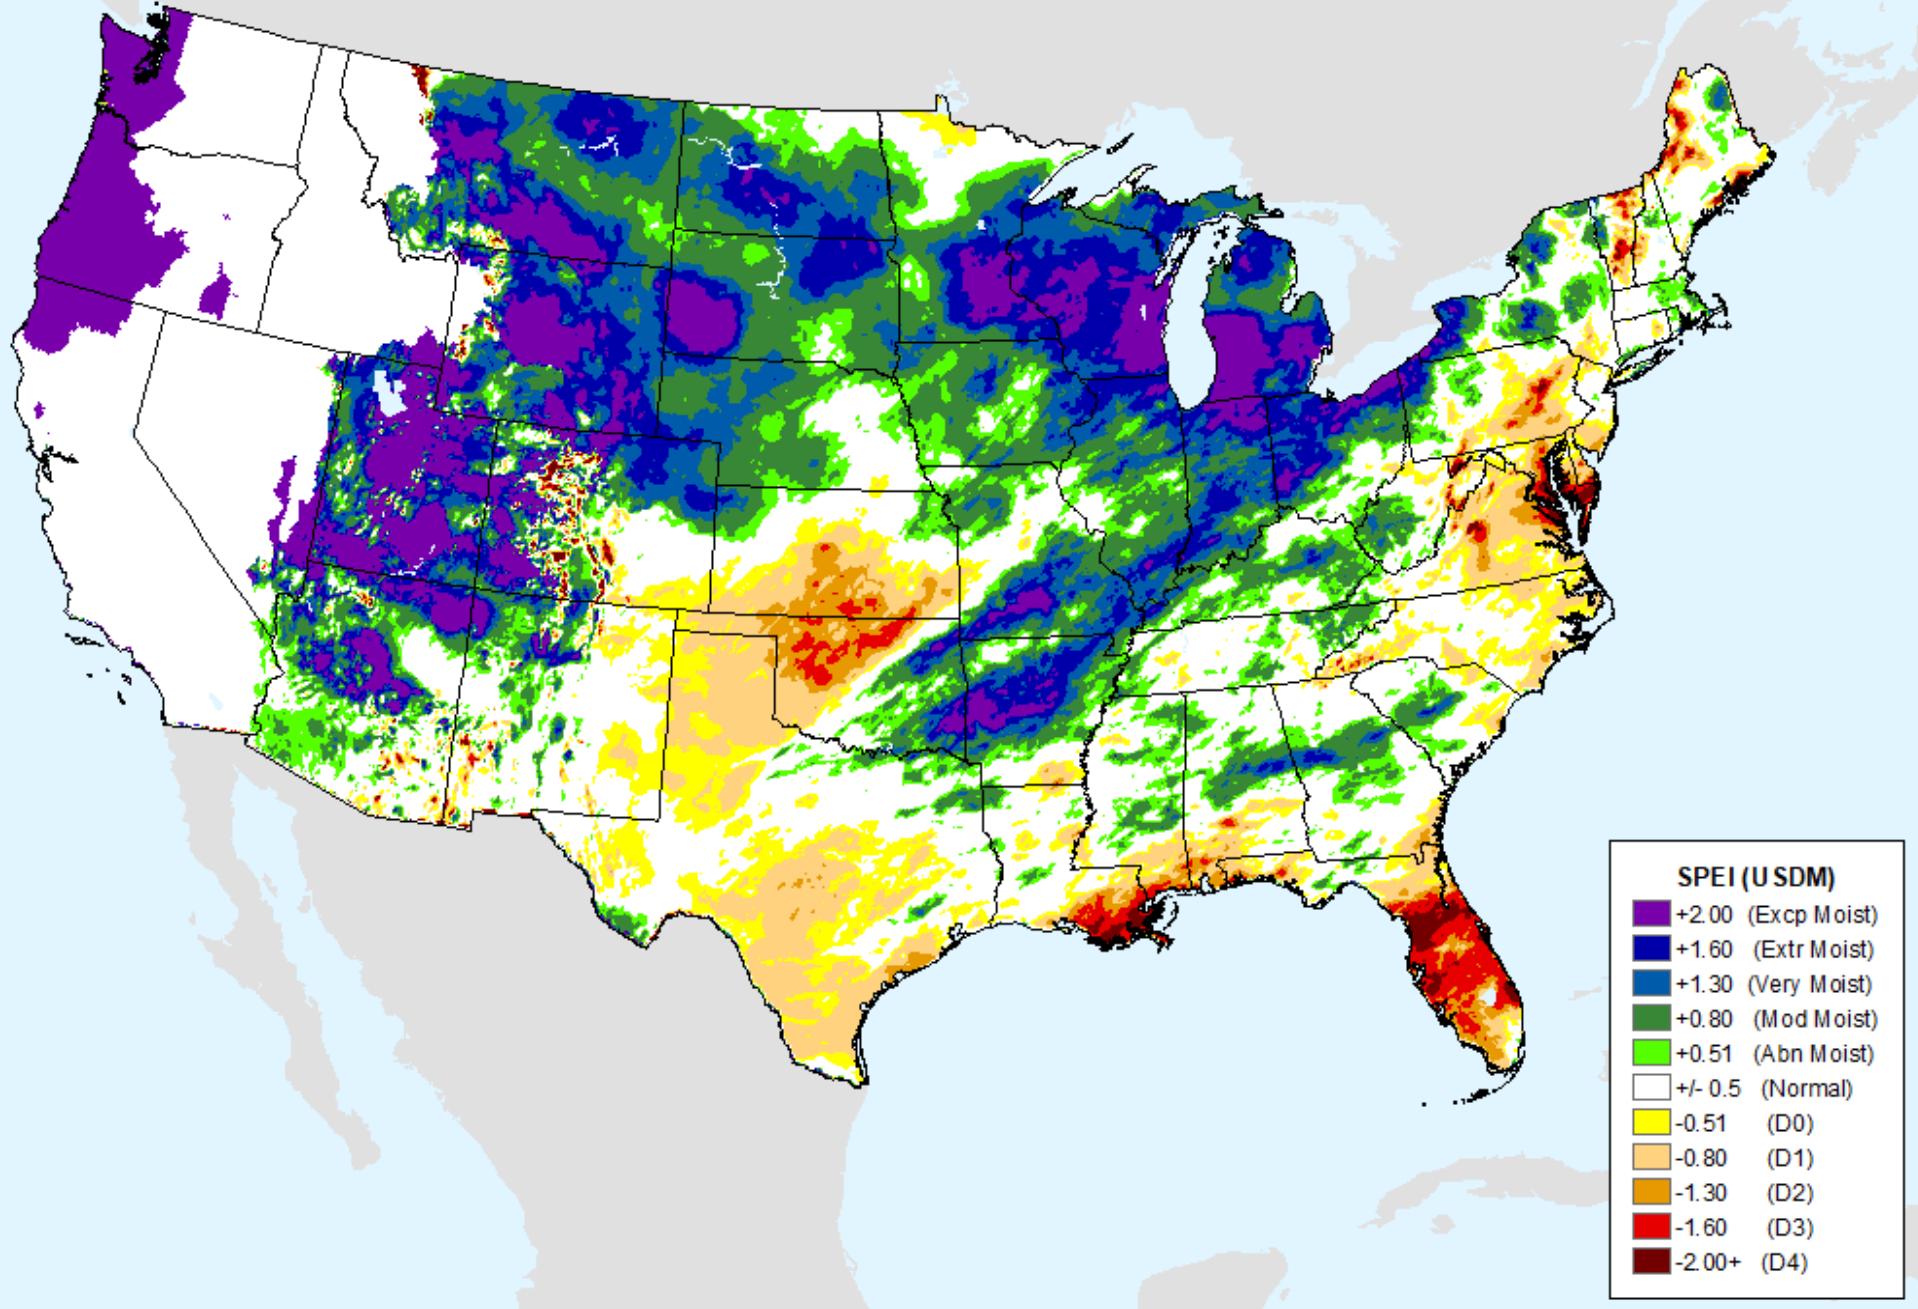 SPEI (USDM)
+2.00 (Excp Moist)
+1.60 (Extr Moist)
+1.30 (Very Moist)
+0.80 (Mod Moist)
+0.51 (Abn Moist)
+/- 0.5 (Normal)
-0.51 (D0)
-0.80 (D1)
-1.30 (D2)
-1.60 (D3)
-2.00+ (D4)